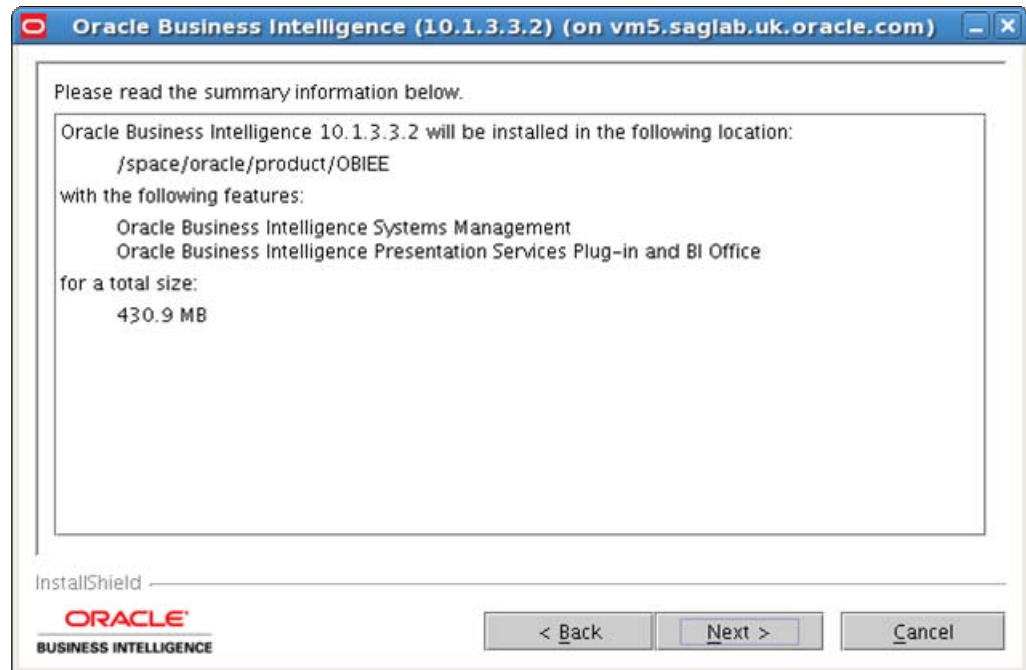 Oracle Business Intelligence (10.1.3.3.2) (on vm5.saglab.uk.oracle.com)
Please read the summary information below.
Oracle Business Intelligence 10.1.3.3.2 will be installed in the following location:
/space/oracle/product/OBIEE
with the following features:
Oracle Business Intelligence Systems Management
Oracle Business Intelligence Presentation Services Plug-in and BI Office
for a total size:
430.9 MB
InstallShield
ORACLE
BUSINESS INTELLIGENCE
< Back
Next >
Cancel